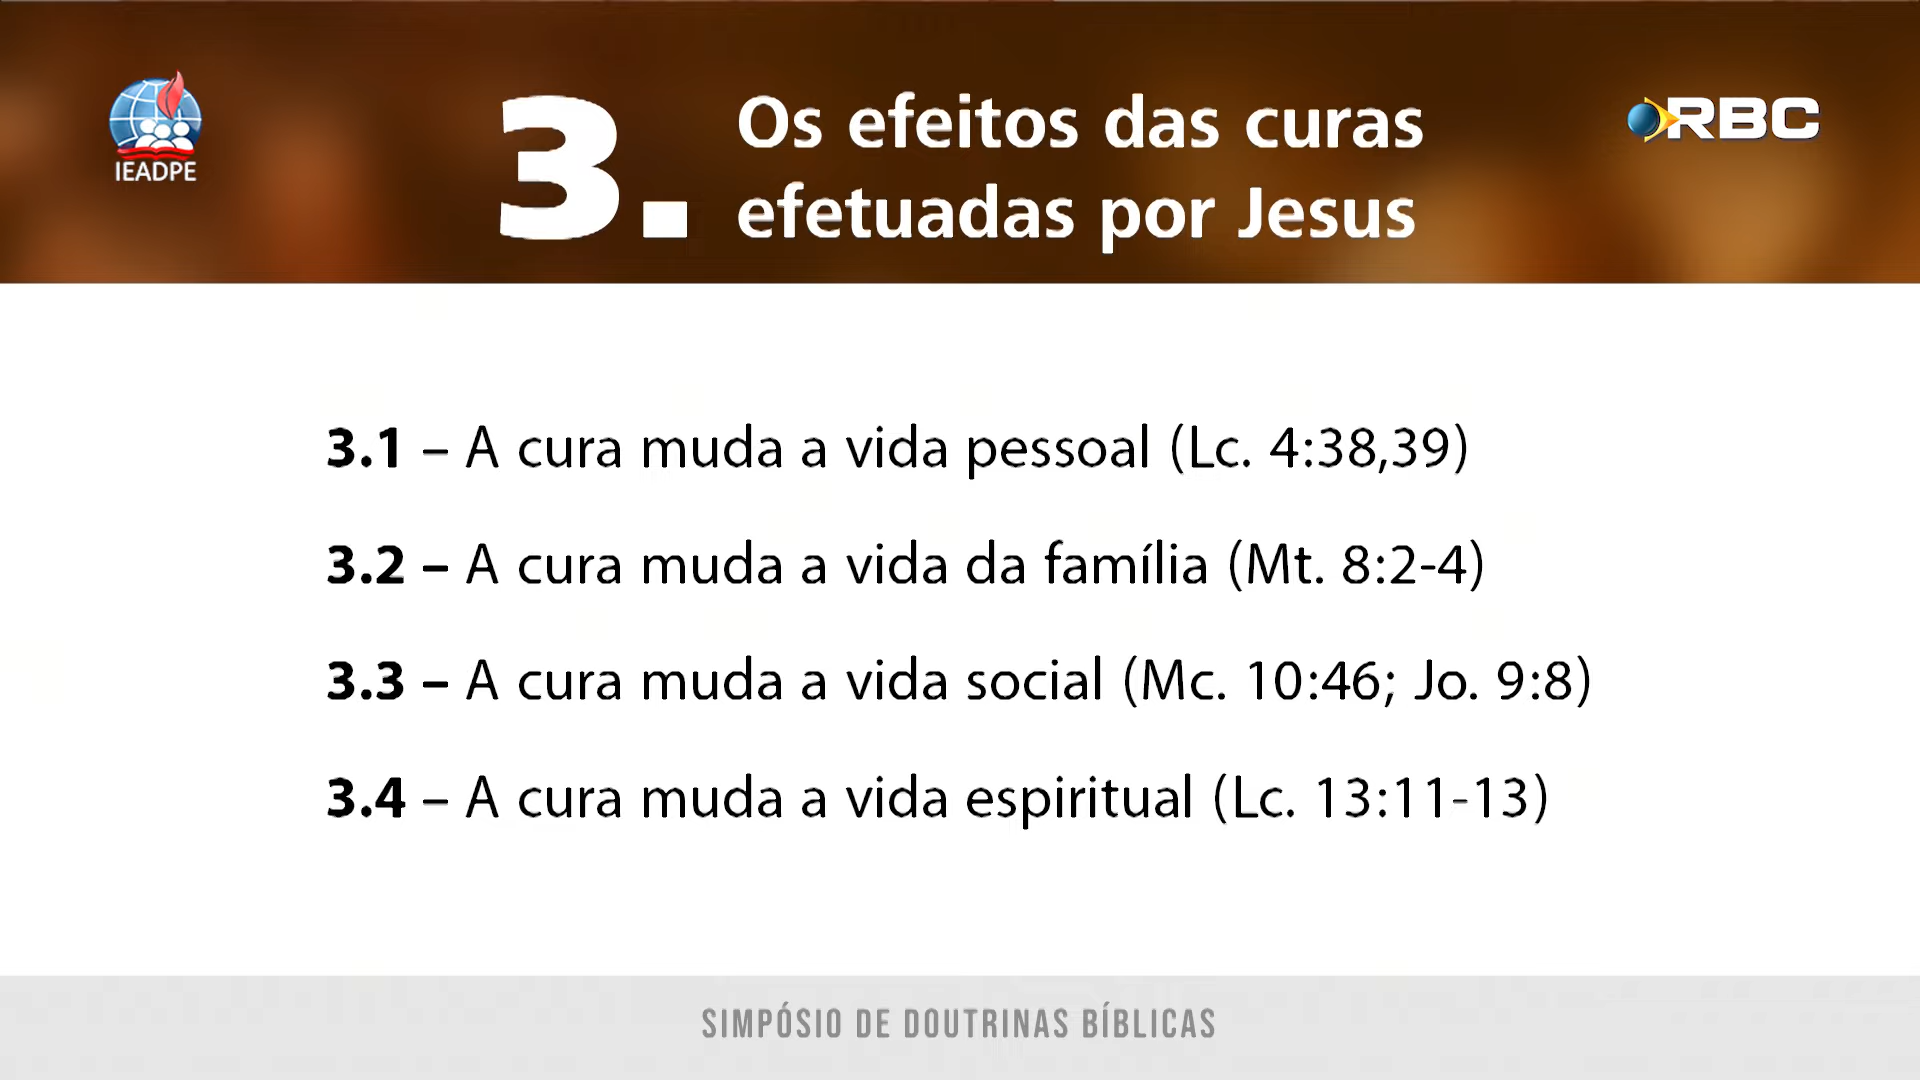 IEADPE
3. Os efeitos das curas
efetuadas por Jesus
RBC
3.1 – A cura muda a vida pessoal (Lc. 4:38,39)
3.2 – A cura muda a vida da família (Mt. 8:2-4)
3.3 – A cura muda a vida social (Mc. 10:46; Jo. 9:8)
3.4 – A cura muda a vida espiritual (Lc. 13:11-13)
SIMPÓSIO DE DOUTRINAS BÍBLICAS